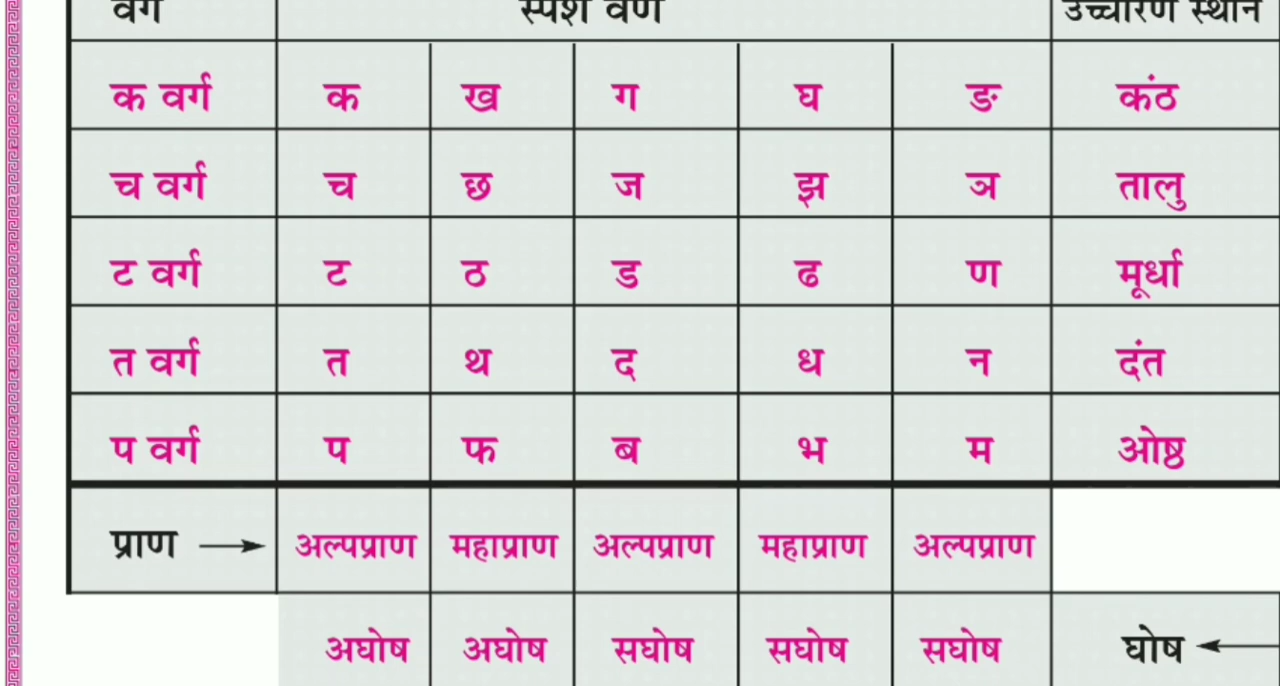 वर्ग स्पर्श वर्ण उच्चारण स्थान
क वर्ग क ख ग घ ङ कंठ
च वर्ग च छ ज झ ञ तालु
ट वर्ग ट ठ ड ढ ण मूर्धा
त वर्ग त थ द ध न दंत
प वर्ग प फ ब भ म ओष्ठ
प्राण → अल्पप्राण महाप्राण अल्पप्राण महाप्राण अल्पप्राण
अघोष अघोष सघोष सघोष सघोष घोष ←